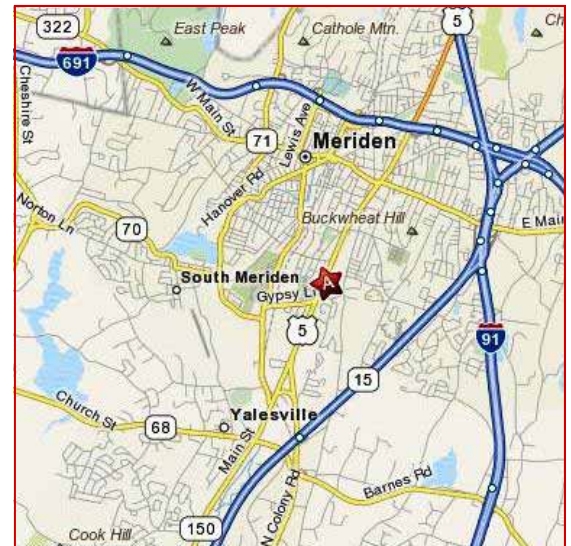 322
East Peak
Cathole Mtn.
5
691
Cheshire St
W Main St
Lewis Ave
71
Meriden
Hanover Rd
Norton Ln
70
Buckwheat Hill
E Main
South Meriden
Gypsy
A
5
91
15
Church St
68
Yalesville
Main St
Barnes Rd
150
N Colony Rd
Cook Hill